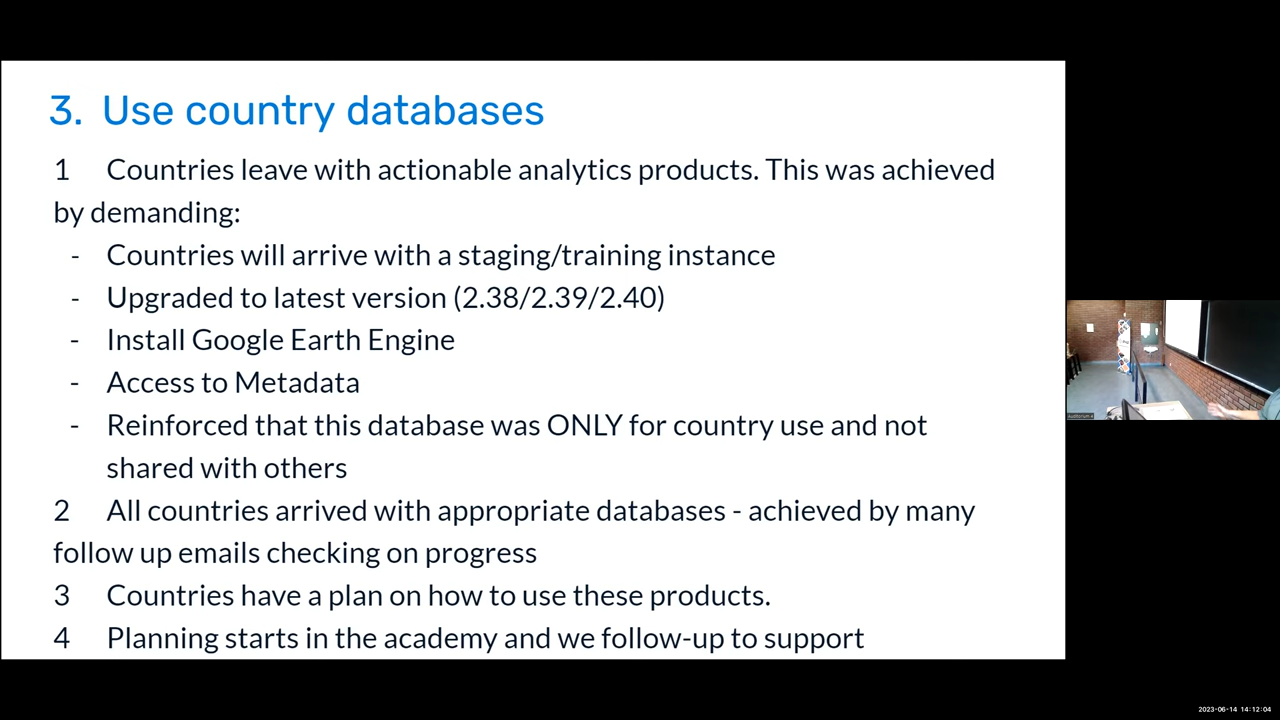 3. Use country databases
1 Countries leave with actionable analytics products. This was achieved
by demanding:
- Countries will arrive with a staging/training instance
- Upgraded to latest version (2.38/2.39/2.40)
- Install Google Earth Engine
- Access to Metadata
- Reinforced that this database was ONLY for country use and not
shared with others
2 All countries arrived with appropriate databases - achieved by many
follow up emails checking on progress
3 Countries have a plan on how to use these products.
4 Planning starts in the academy and we follow-up to support
2023-06-14 14:12:04